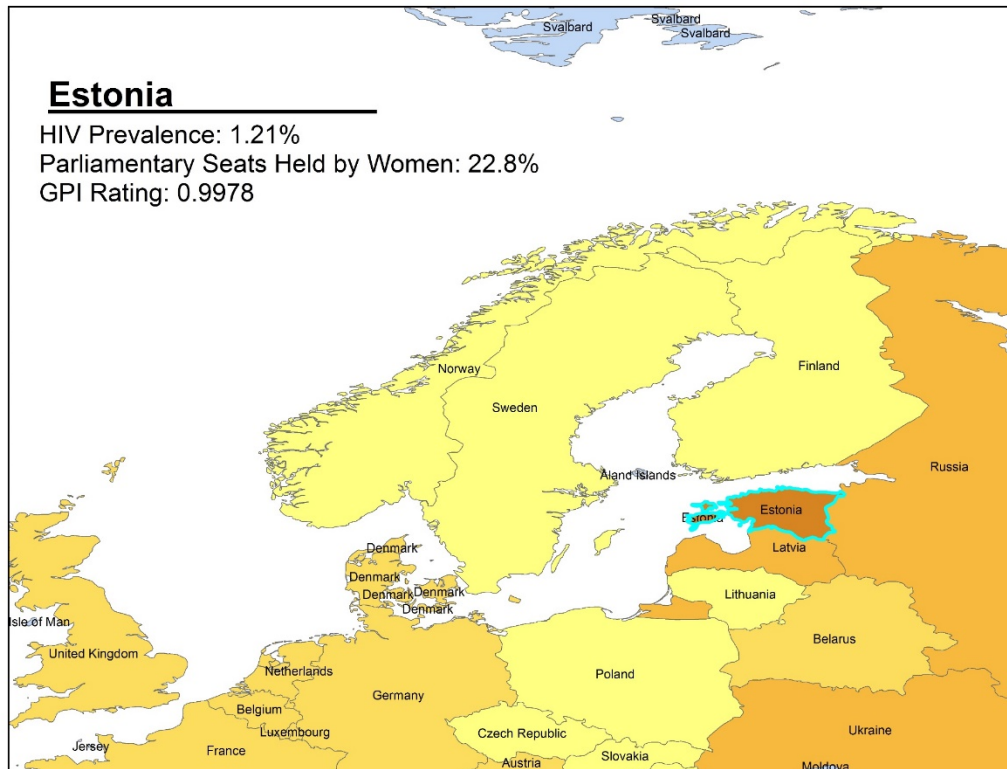 Svalbard
Svalbard
Svalbard
Estonia
HIV Prevalence: 1.21%
Parliamentary Seats Held by Women: 22.8%
GPI Rating: 0.9978
Norway
Finland
Sweden
Åland Islands
Russia
Estonia
Estonia
Latvia
Denmark
Denmark
Denmark
Denmark
Denmark
Lithuania
Isle of Man
Belarus
United Kingdom
Netherlands
Poland
Germany
Belgium
Luxembourg
Czech Republic
Ukraine
Jersey
France
Slovakia
Austria
Moldova